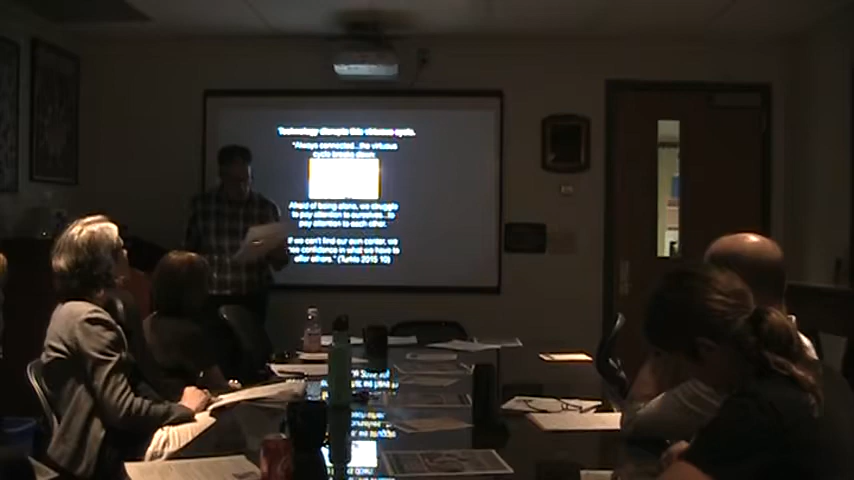 Technology disrupts this virtuous cycle.
"Always connected...the virtuous
cycle breaks down
Afraid of being alone, we struggle
to pay attention to ourselves...to
pay attention to each other.
If we can't find our own center, we
lose confidence in what we have to
offer others." (Turkle 2015 10)